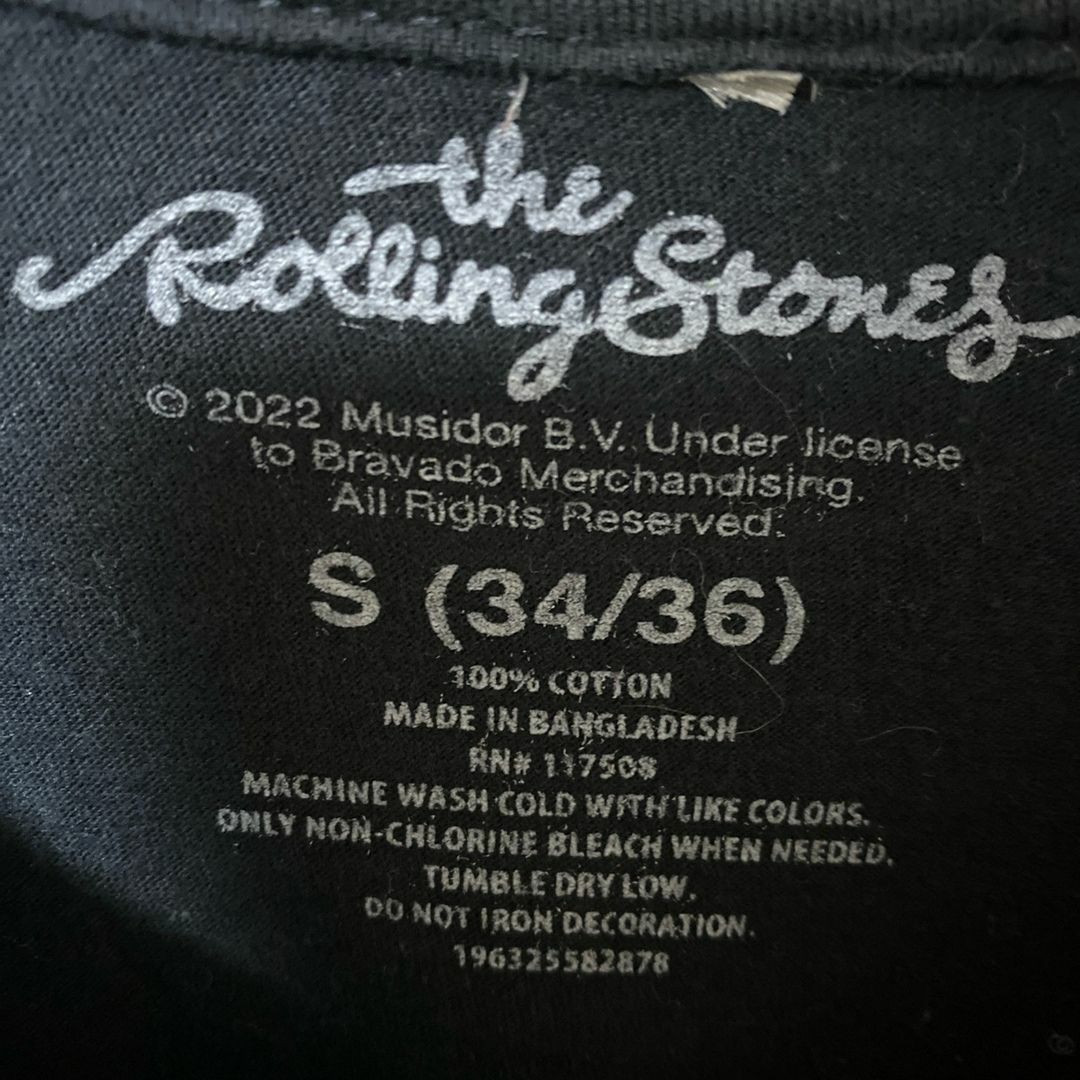 the
Rolling Stones
© 2022 Musidor B.V. Under license
to Bravado Merchandising.
All Rights Reserved.
S (34/36)
100% COTTON
MADE IN BANGLADESH
RN# 117508
MACHINE WASH COLD WITH LIKE COLORS.
ONLY NON-CHLORINE BLEACH WHEN NEEDED.
TUMBLE DRY LOW.
DO NOT IRON DECORATION.
196325582878